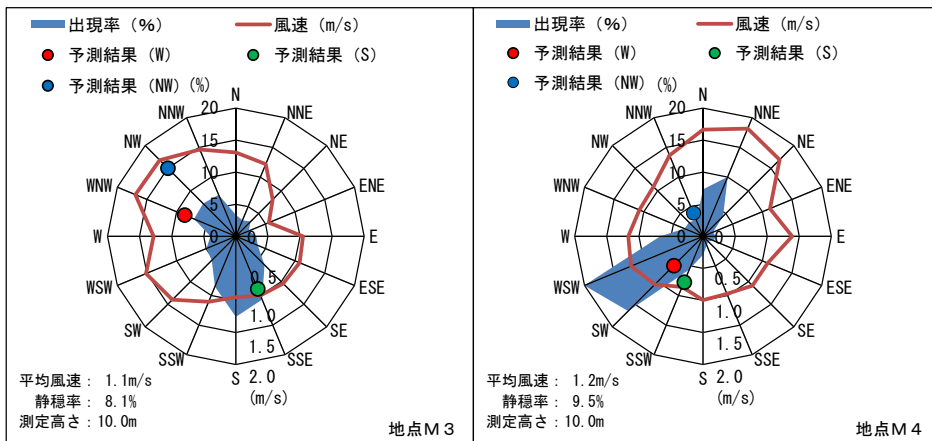 出現率（％） 風速（m/s）
予測結果（W） 予測結果（S）
予測結果（NW）(%)
N
NNE
NE
ENE
E
ESE
SE
SSE
S
SSW
SW
WSW
W
WNW
NW
NNW
20
15
10
5
0
0
0.5
1.0
1.5
2.0
(m/s)
平均風速： 1.1m/s
静穏率： 8.1%
測定高さ：10.0m
地点Ｍ３
出現率（％） 風速（m/s）
予測結果（W） 予測結果（S）
予測結果（NW）(%)
N
NNE
NE
ENE
E
ESE
SE
SSE
S
SSW
SW
WSW
W
WNW
NW
NNW
20
15
10
5
0
0
0.5
1.0
1.5
2.0
(m/s)
平均風速： 1.2m/s
静穏率： 9.5%
測定高さ：10.0m
地点Ｍ４